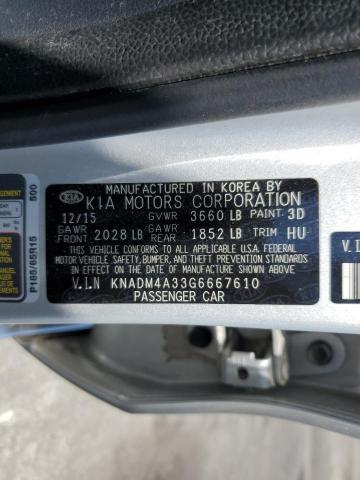 MANUFACTURED IN KOREA BY
KIA
KIA MOTORS CORPORATION
12/15 GVWR 3660 LB PAINT: 3D
GAWR FRONT 2028 LB GAWR REAR 1852 LB TRIM HU
THIS VEHICLE CONFORMS TO ALL U.S.A. FEDERAL
MOTOR VEHICLE SAFETY, BUMPER, AND THEFT PREVENTION
STANDARDS IN EFFECT ON THE DATE OF
MANUFACTURE SHOWN ABOVE.
V.I.N KNADM4A33G6667610
PASSENGER CAR
P185/65R15
500
V.I.